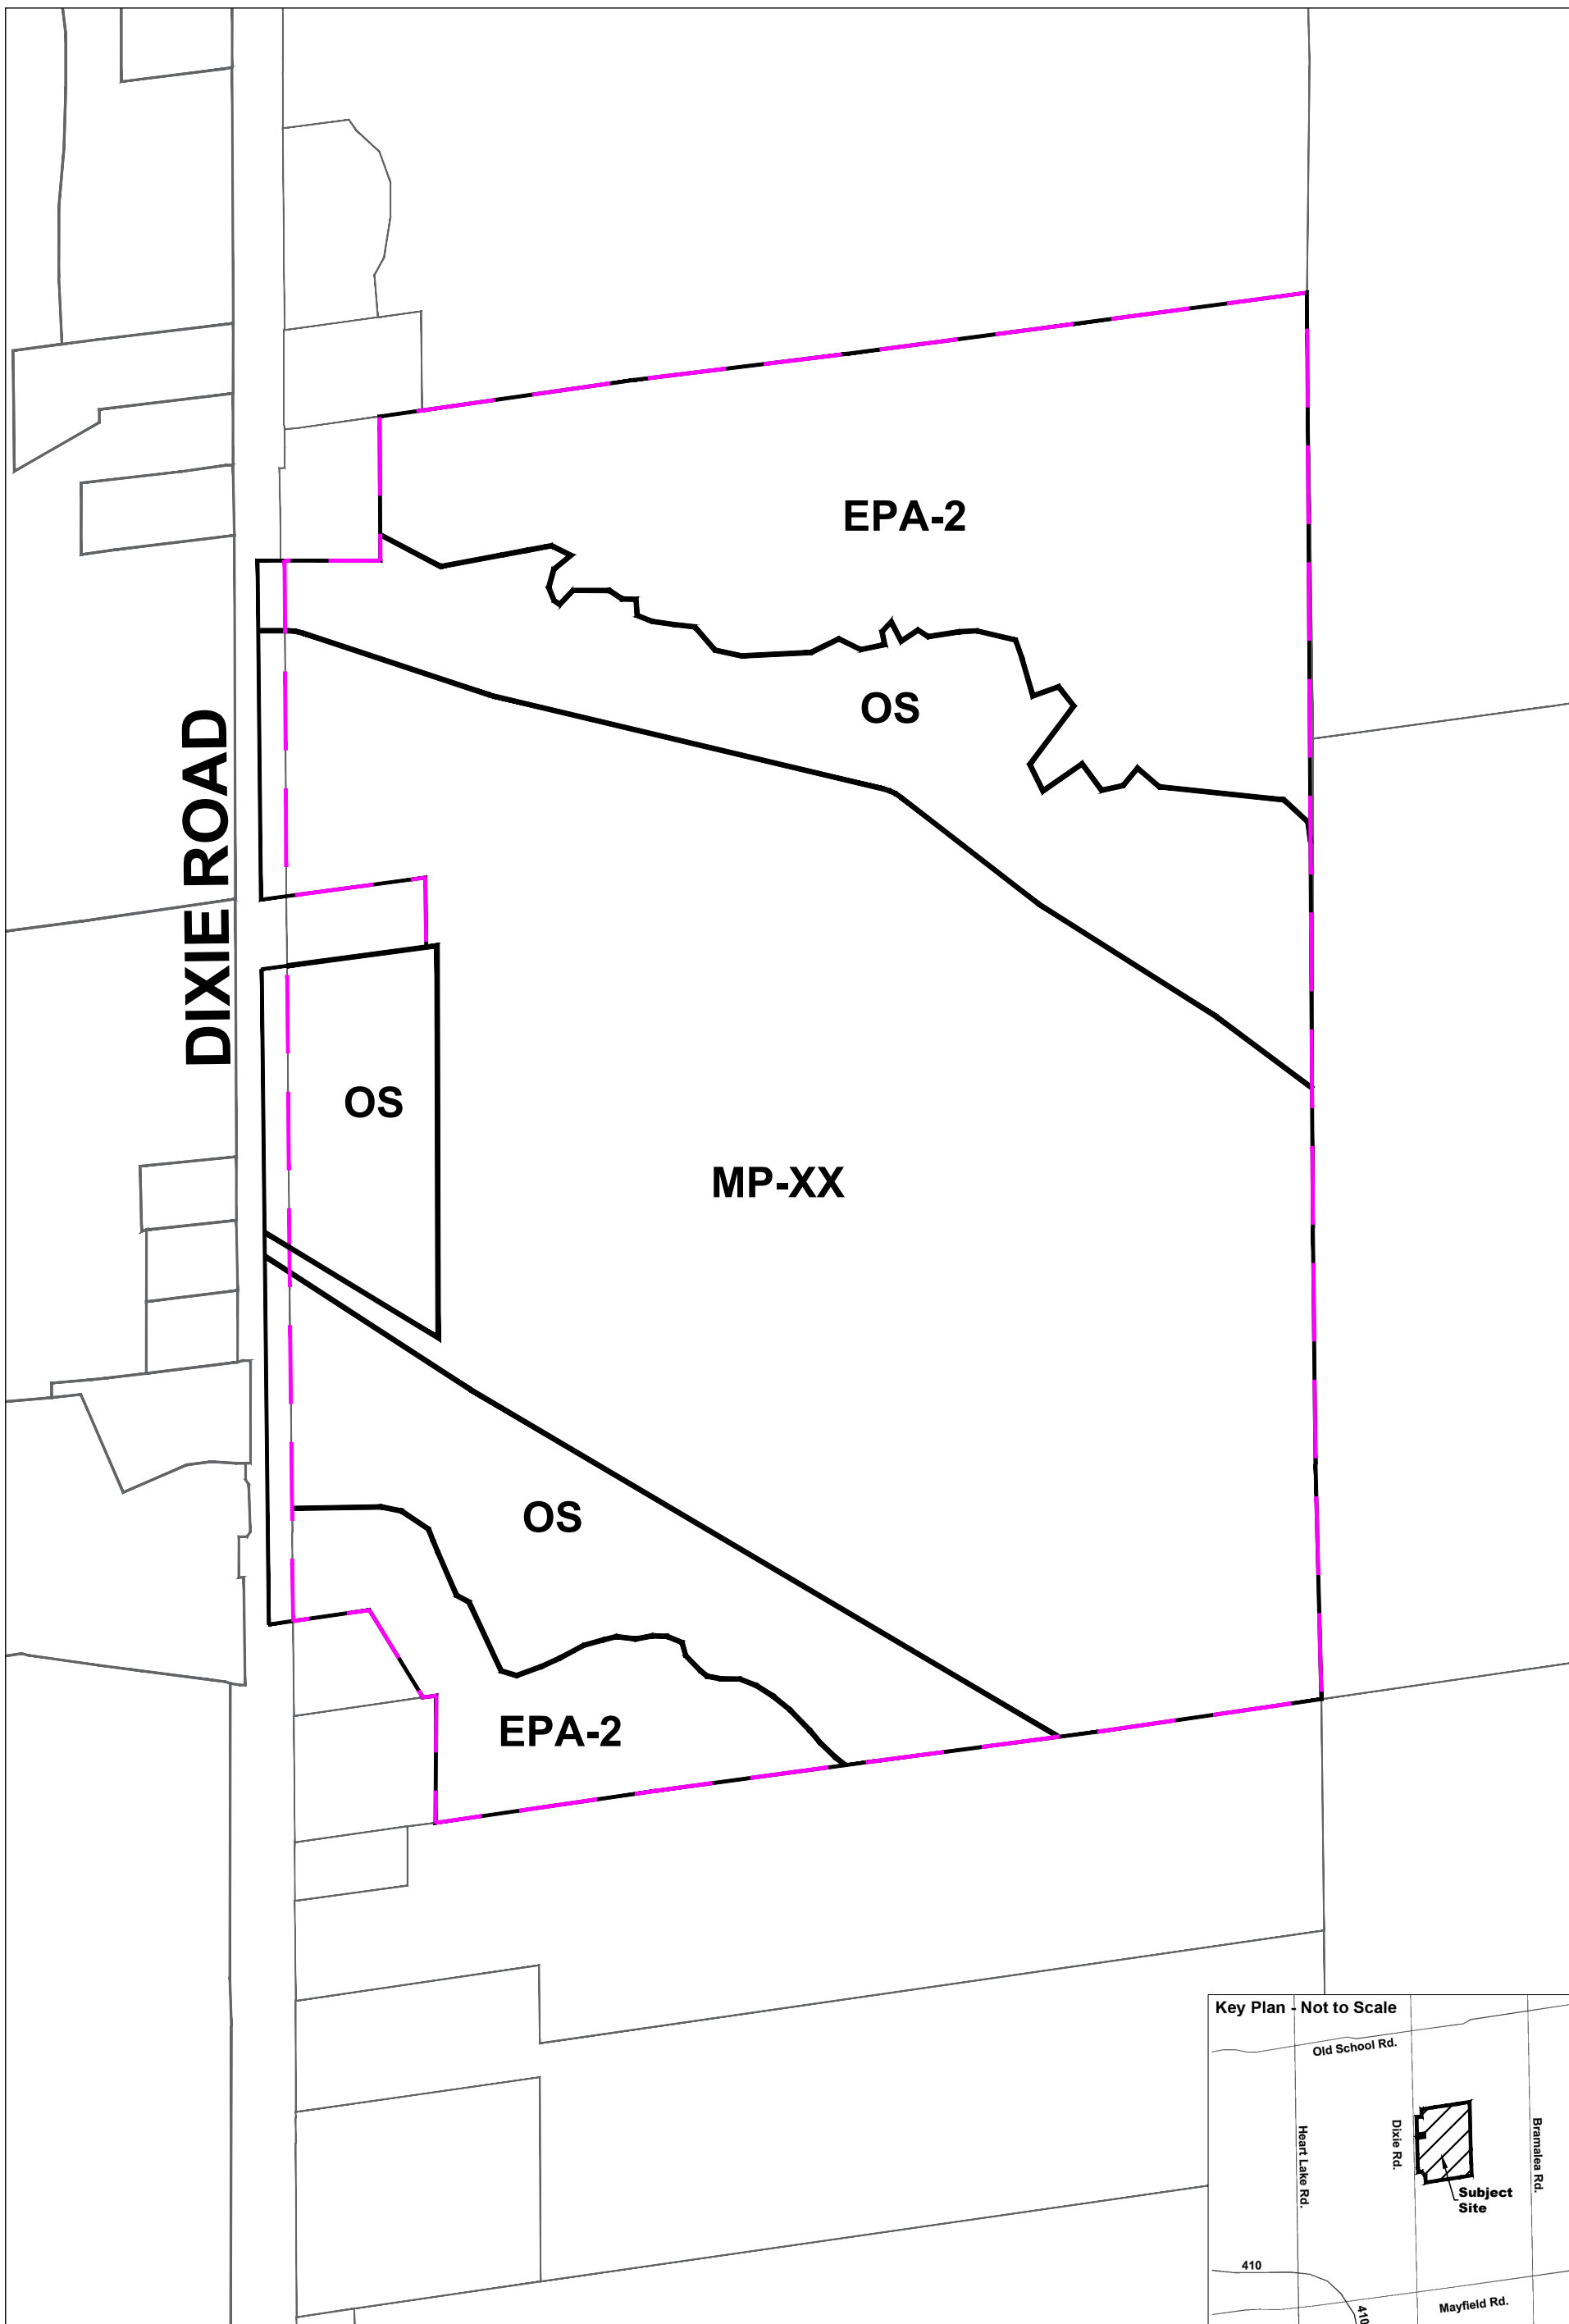 EPA-2
OS
DIXIE ROAD
OS
MP-XX
OS
EPA-2
Key Plan - Not to Scale
Old School Rd.
Heart Lake Rd.
Dixie Rd.
Bramalea Rd.
Subject
Site
410
410
Mayfield Rd.